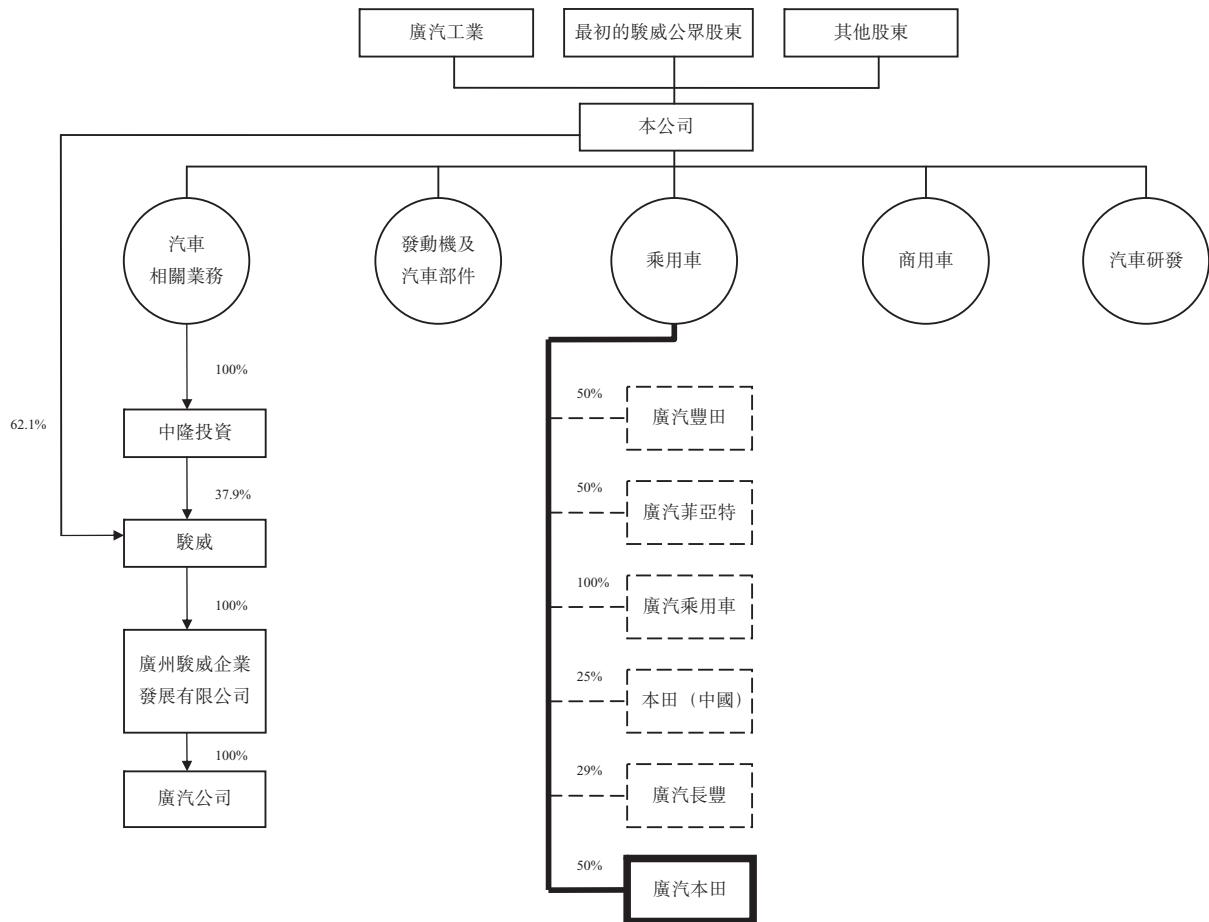 廣汽工業
最初的駿威公眾股東
其他股東
本公司
汽車
相關業務
發動機及
汽車部件
乘用車
商用車
汽車研發
100%
62.1%
中隆投資
37.9%
駿威
100%
廣州駿威企業
發展有限公司
100%
廣汽公司
50%
廣汽豐田
50%
廣汽菲亞特
100%
廣汽乘用車
25%
本田（中國）
29%
廣汽長豐
50%
廣汽本田